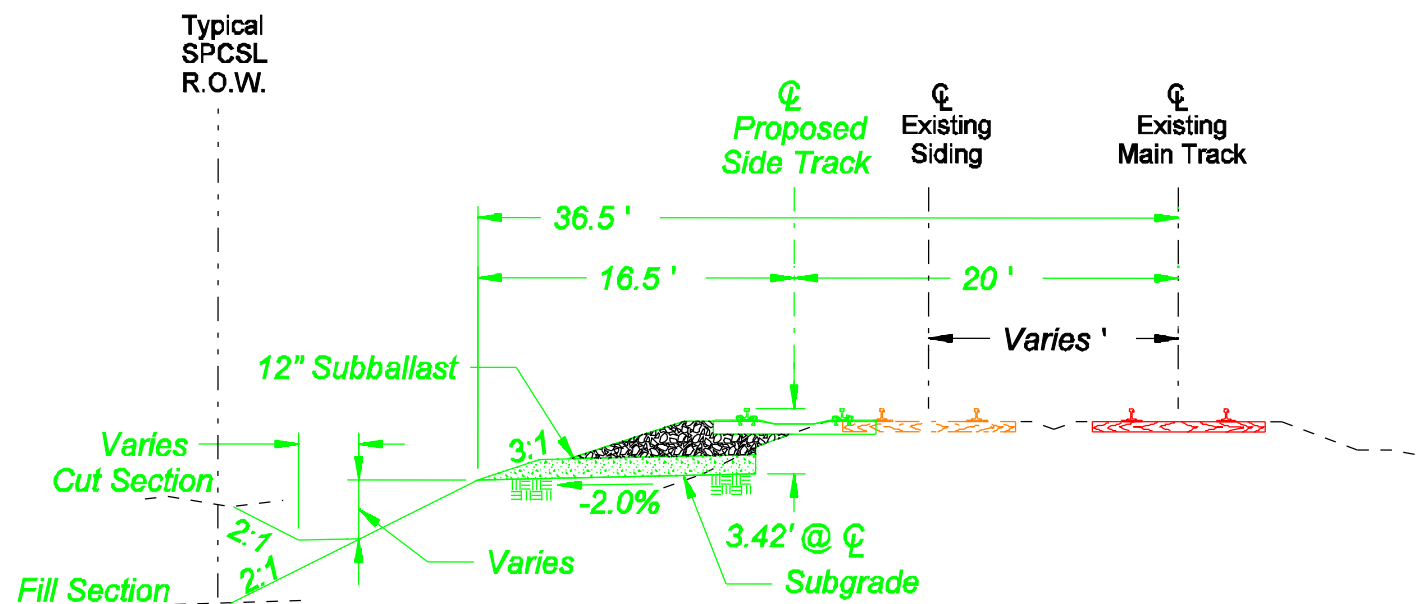 Typical
SPCSL
R.O.W.
℄
Proposed
Side Track
℄
Existing
Siding
℄
Existing
Main Track
36.5 '
16.5 '
20 '
Varies '
12” Subballast
Varies
Cut Section
3:1
-2.0%
2:1
2:1
3.42' @ ℄
Varies
Subgrade
Fill Section